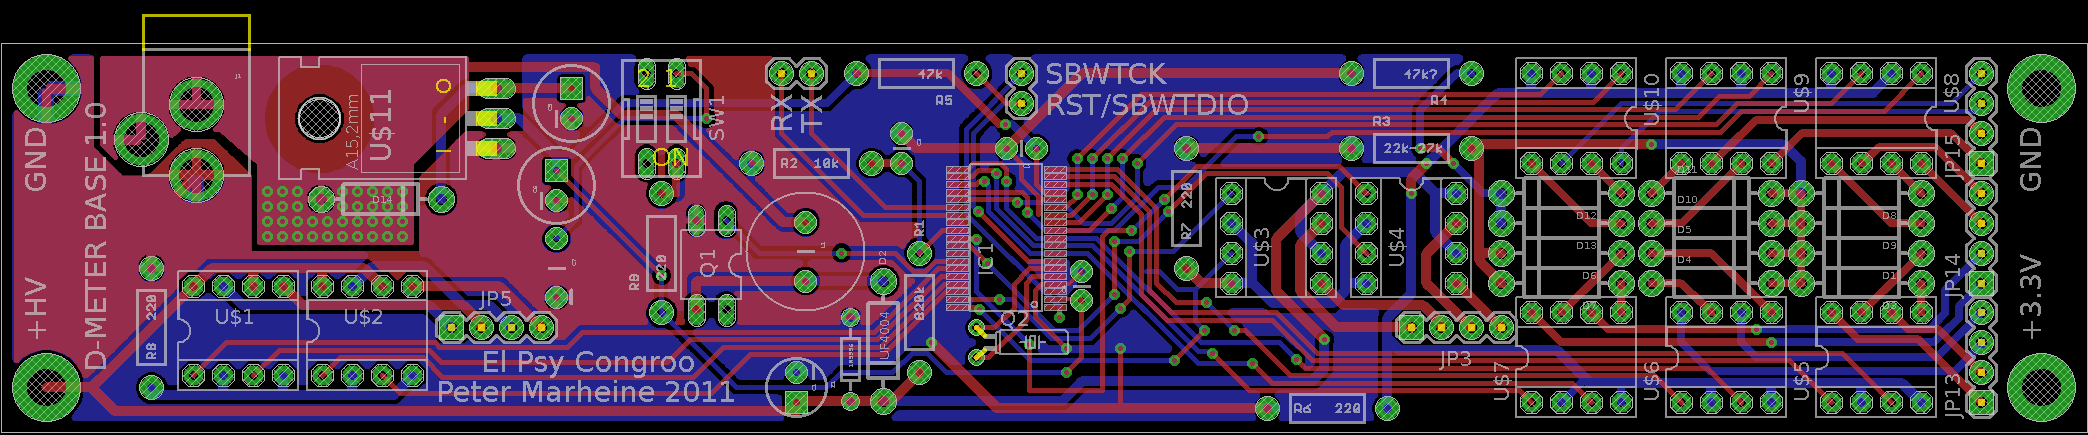 GND
+HV
D-METER BASE 1.0
J1
A15,2mm
U$11
O
-
I
D14
R8
220
U$1
U$2
JP5
El Psy Congroo
Peter Marheine 2011
1
ON
SW1
RX
TX
R2 10k
47k
R5
SBWTCK
RST/SBWTDIO
R1
820k
R9
220
Q1
D2
UF4004
IC1
Q2
R7
220
47k?
R4
R3
22k-27k
U$3
U$4
JP3
R6 220
U$10
U$9
U$8
D11
D10
D12
D5
D13
D4
D6
D8
D9
D1
U$7
U$6
U$5
JP15
JP14
JP13
GND
+3.3V